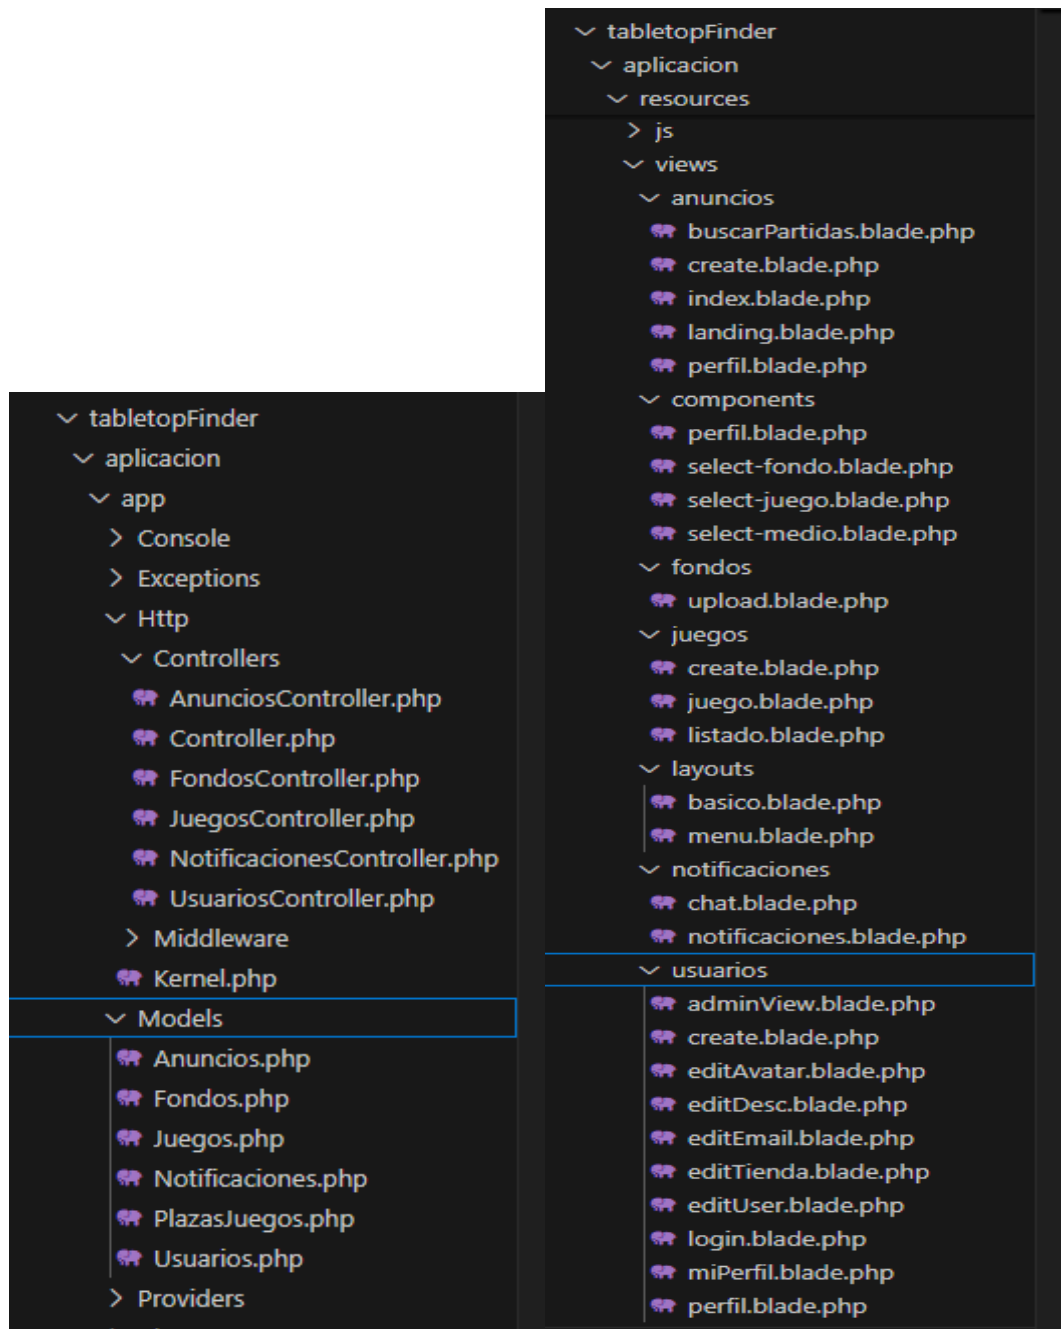 tabletopFinder
aplicacion
app
Console
Exceptions
Http
Controllers
AnunciosController.php
Controller.php
FondosController.php
JuegosController.php
NotificacionesController.php
UsuariosController.php
Middleware
Kernel.php
Models
Anuncios.php
Fondos.php
Juegos.php
Notificaciones.php
PlazasJuegos.php
Usuarios.php
Providers
tabletopFinder
aplicacion
resources
js
views
anuncios
buscarPartidas.blade.php
create.blade.php
index.blade.php
landing.blade.php
perfil.blade.php
components
perfil.blade.php
select-fondo.blade.php
select-juego.blade.php
select-medio.blade.php
fondos
upload.blade.php
juegos
create.blade.php
juego.blade.php
listado.blade.php
layouts
basico.blade.php
menu.blade.php
notificaciones
chat.blade.php
notificaciones.blade.php
usuarios
adminView.blade.php
create.blade.php
editAvatar.blade.php
editDesc.blade.php
editEmail.blade.php
editTienda.blade.php
editUser.blade.php
login.blade.php
miPerfil.blade.php
perfil.blade.php